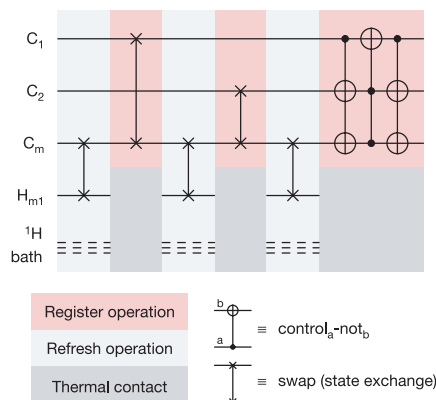 C1
C2
Cm
Hm1
1H
bath
Register operation
Refresh operation
Thermal contact
b
a
≡ controla-notb
≡ swap (state exchange)